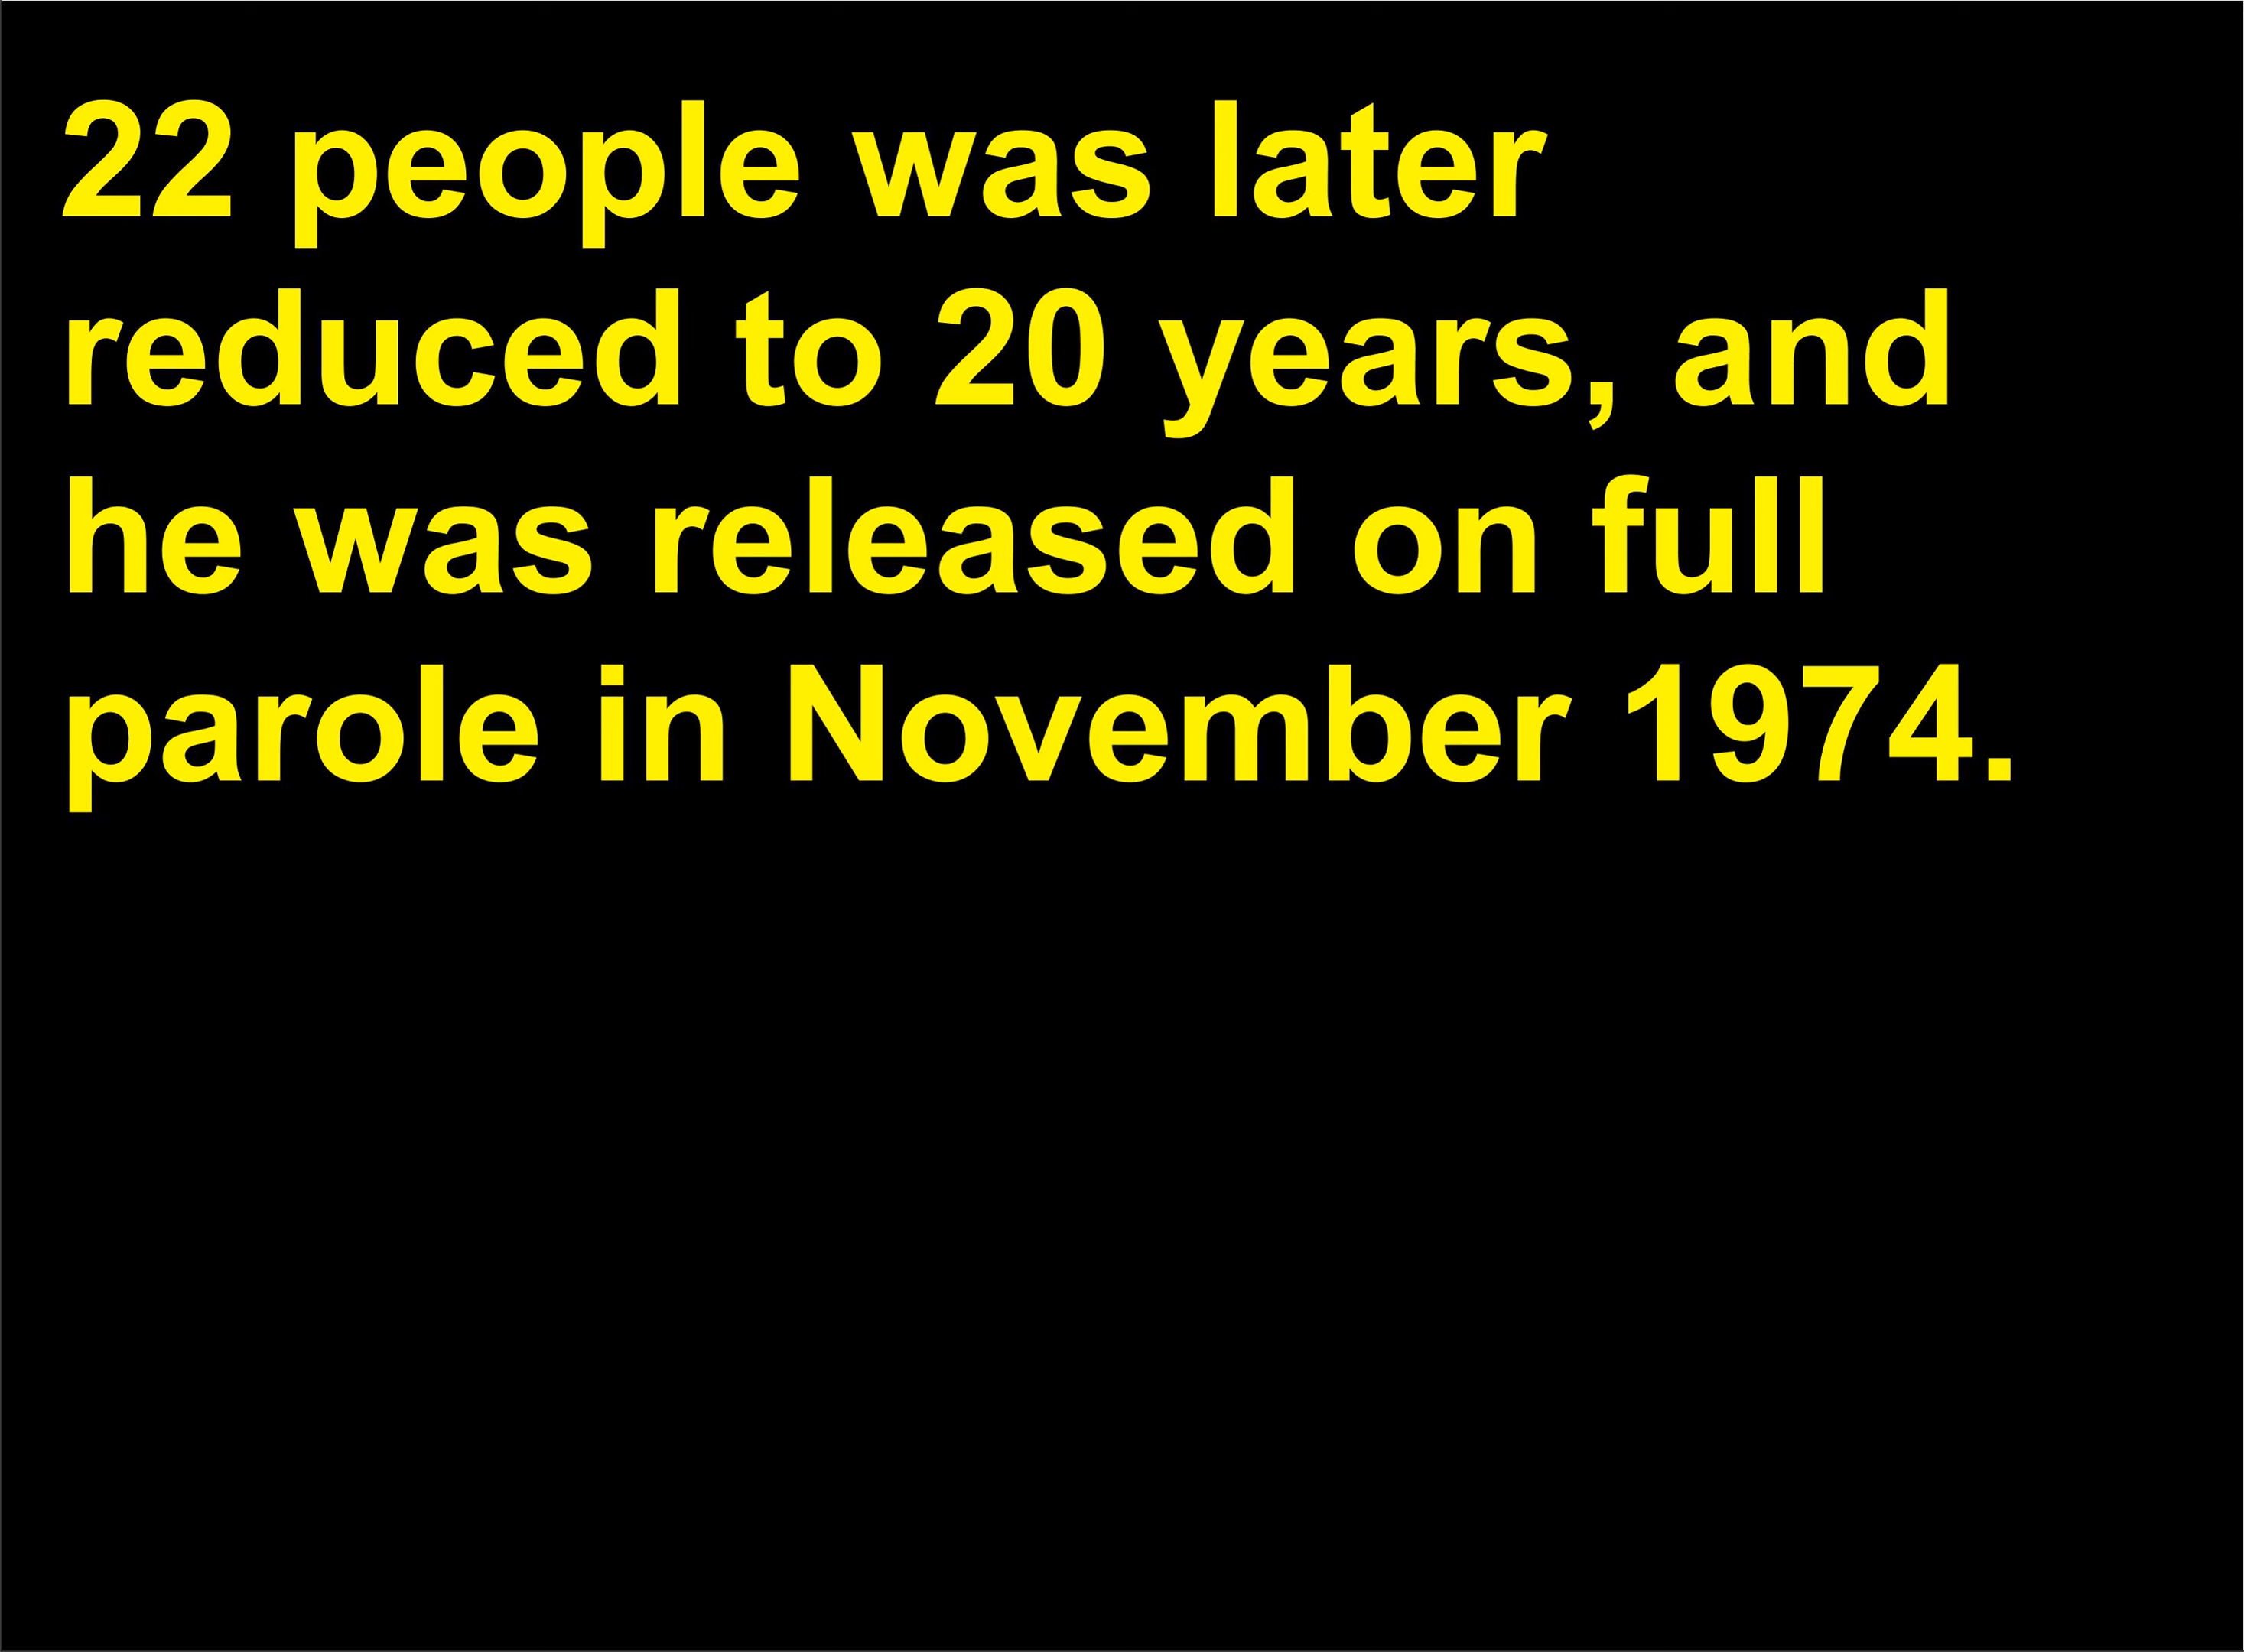 22 people was later
reduced to 20 years, and
he was released on full
parole in November 1974.